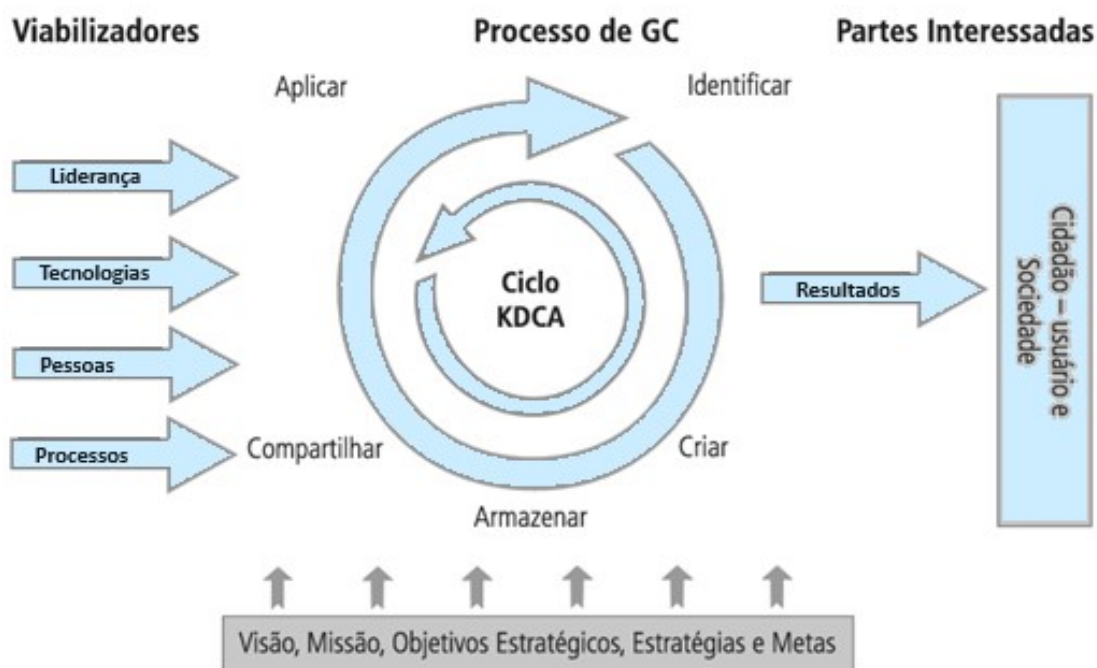 Viabilizadores
Processo de GC
Partes Interessadas
Aplicar
Identificar
Liderança
Tecnologias
Pessoas
Processos
Ciclo
KDCA
Compartilhar
Criar
Armazenar
Resultados
Cidadão – usuário e
Sociedade
Visão, Missão, Objetivos Estratégicos, Estratégias e Metas